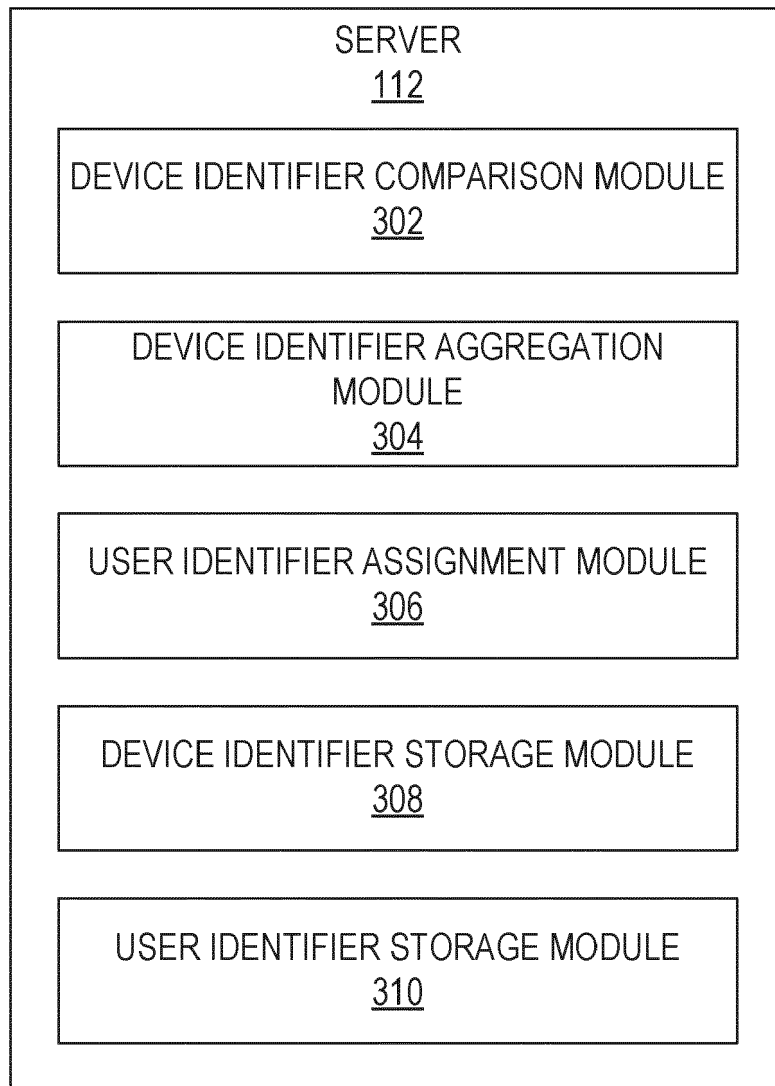 SERVER
112
DEVICE IDENTIFIER COMPARISON MODULE
302
DEVICE IDENTIFIER AGGREGATION
MODULE
304
USER IDENTIFIER ASSIGNMENT MODULE
306
DEVICE IDENTIFIER STORAGE MODULE
308
USER IDENTIFIER STORAGE MODULE
310